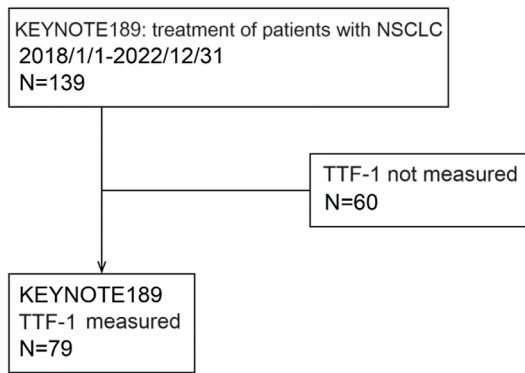 KEYNOTE189: treatment of patients with NSCLC
2018/1/1-2022/12/31
N=139
TTF-1 not measured
N=60
KEYNOTE189
TTF-1 measured
N=79